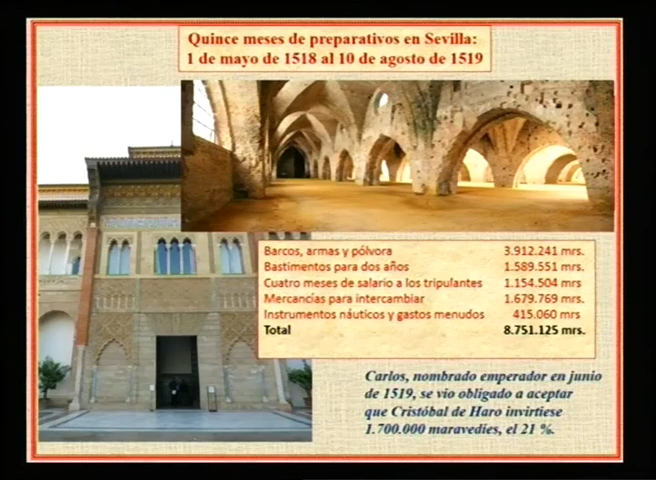 Quince meses de preparativos en Sevilla:
1 de mayo de 1518 al 10 de agosto de 1519
Barcos, armas y pólvora 3.912.241 mrs.
Bastimentos para dos años 1.589.551 mrs.
Cuatro meses de salario a los tripulantes 1.154.504 mrs
Mercancías para intercambiar 1.679.769 mrs
Instrumentos náuticos y gastos menudos 415.060 mrs
Total 8.751.125 mrs.
Carlos, nombrado emperador en junio
de 1519, se vio obligado a aceptar
que Cristóbal de Haro invirtiese
1.700.000 maravedíes, el 21 %.